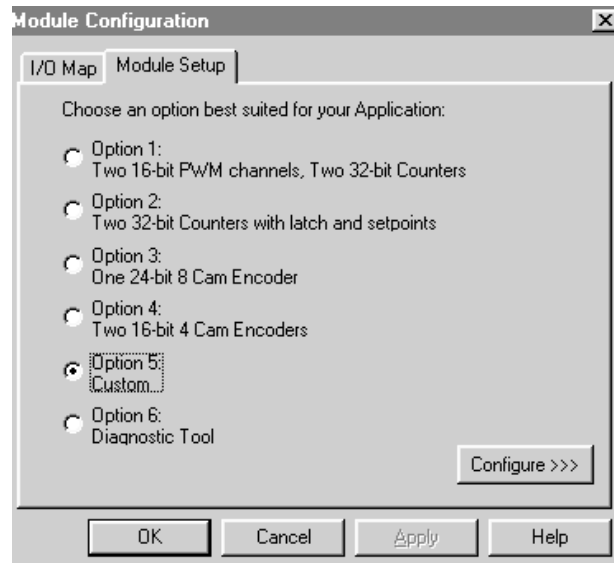 Module Configuration
I/O Map
Module Setup
Choose an option best suited for your Application:
Option 1:
Two 16-bit PWM channels, Two 32-bit Counters
Option 2:
Two 32-bit Counters with latch and setpoints
Option 3:
One 24-bit 8 Cam Encoder
Option 4:
Two 16-bit 4 Cam Encoders
Option 5:
Custom...
Option 6:
Diagnostic Tool
Configure >>>
OK
Cancel
Apply
Help